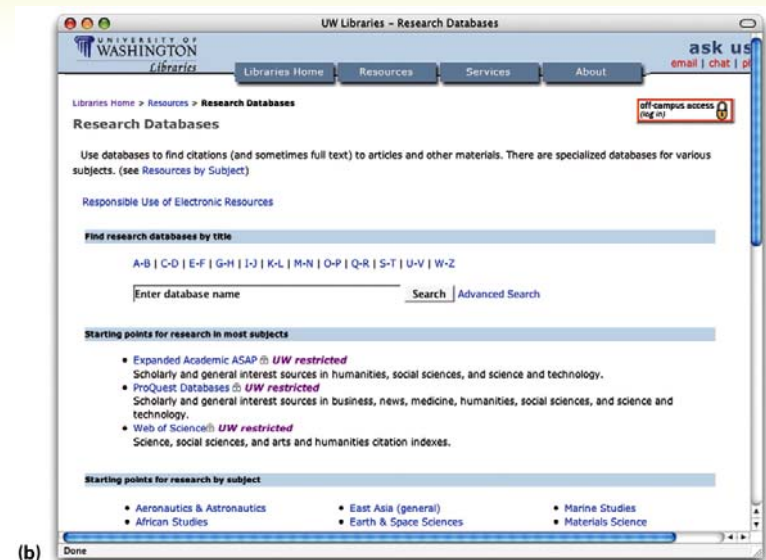 UW Libraries – Research Databases
UNIVERSITY OF
WASHINGTON
Libraries
ask us
email | chat |
Libraries Home
Resources
Services
About
Libraries Home > Resources > Research Databases
off-campus access
(log in)
Research Databases
Use databases to find citations (and sometimes full text) to articles and other materials. There are specialized databases for various
subjects. (see Resources by Subject)
Responsible Use of Electronic Resources
Find research databases by title
A-B | C-D | E-F | G-H | I-J | K-L | M-N | O-P | Q-R | S-T | U-V | W-Z
Enter database name
Search
Advanced Search
Starting points for research in most subjects
• Expanded Academic ASAP UW restricted
Scholarly and general interest sources in humanities, social sciences, and science and technology.
• ProQuest Databases UW restricted
Scholarly and general interest sources in business, news, medicine, humanities, social sciences, and science and
technology.
• Web of Science UW restricted
Science, social sciences, and arts and humanities citation indexes.
Starting points for research by subject
• Aeronautics & Astronautics
• East Asia (general)
• Marine Studies
• African Studies
• Earth & Space Sciences
• Materials Science
(b)
Done